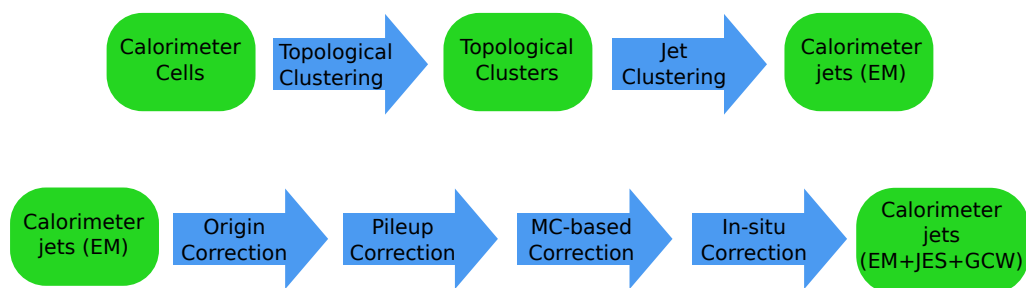 Calorimeter
Cells
Topological
Clustering
Topological
Clusters
Jet
Clustering
Calorimeter
jets (EM)
Calorimeter
jets (EM)
Origin
Correction
Pileup
Correction
MC-based
Correction
In-situ
Correction
Calorimeter
jets
(EM+JES+GCW)